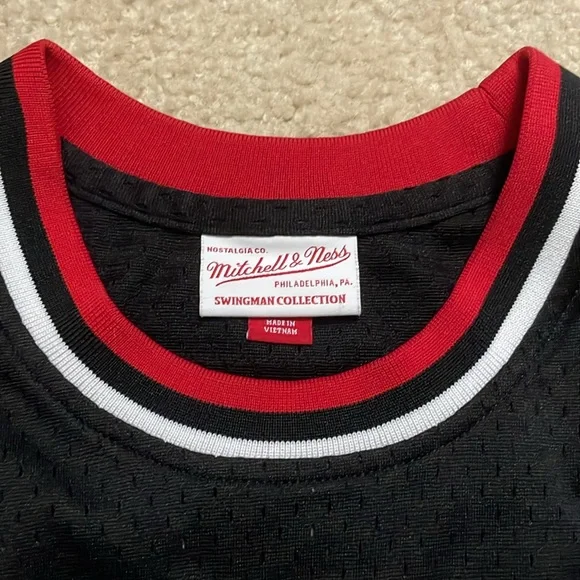 NOSTALGIA CO.
Mitchell & Ness
PHILADELPHIA, PA.
SWINGMAN COLLECTION
MADE IN
VIETNAM